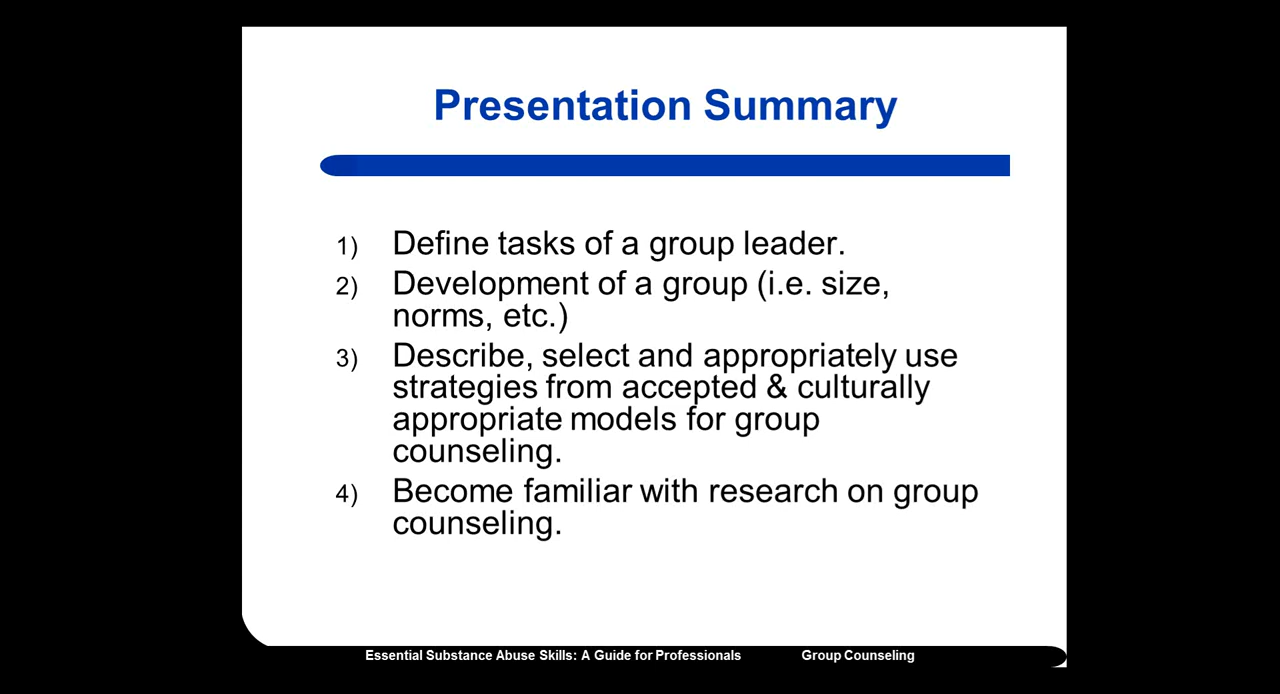 Presentation Summary
1) Define tasks of a group leader.
2) Development of a group (i.e. size,
norms, etc.)
3) Describe, select and appropriately use
strategies from accepted & culturally
appropriate models for group
counseling.
4) Become familiar with research on group
counseling.
Essential Substance Abuse Skills: A Guide for Professionals Group Counseling